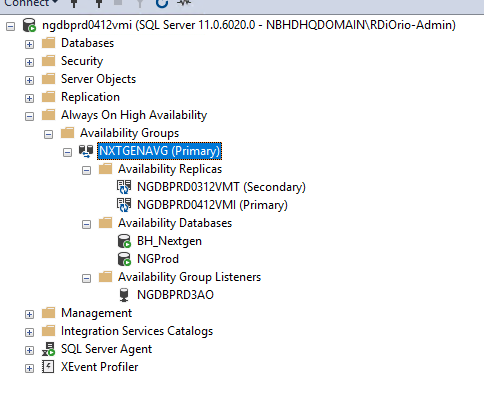 Connect
ngdbprd0412vmi (SQL Server 11.0.6020.0 - NBHDHQDOMAIN\RDiOrio-Admin)
Databases
Security
Server Objects
Replication
Always On High Availability
Availability Groups
NXTGENAVG (Primary)
Availability Replicas
NGDBPRD0312VMT (Secondary)
NGDBPRD0412VMI (Primary)
Availability Databases
BH_Nextgen
NGProd
Availability Group Listeners
NGDBPRD3AO
Management
Integration Services Catalogs
SQL Server Agent
XEvent Profiler